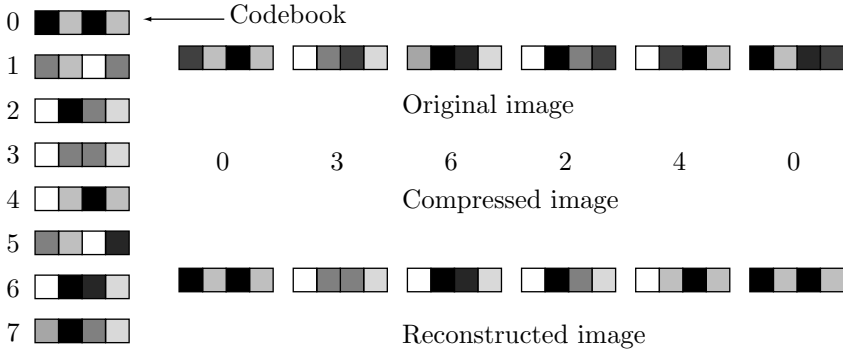 0
Codebook
1
2
Original image
3
0 3 6 2 4 0
4
Compressed image
5
6
7
Reconstructed image